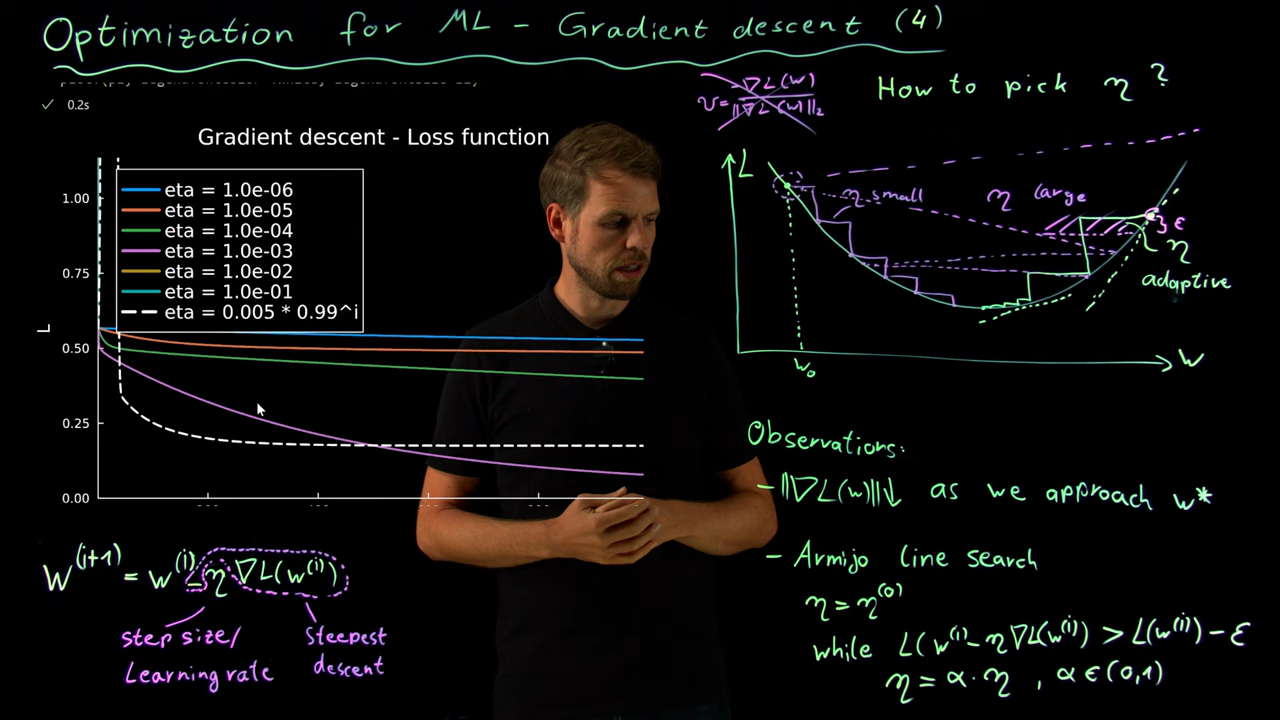 Optimization for ML - Gradient descent (4)
0.2s
v = -∇L(w) / ||∇L(w)||₂
How to pick η ?
Gradient descent - Loss function
eta = 1.0e-06
eta = 1.0e-05
eta = 1.0e-04
eta = 1.0e-03
eta = 1.0e-02
eta = 1.0e-01
eta = 0.005 * 0.99^i
1.00
0.75
0.50
0.25
0.00
L
L
η small
η large
}ε
η
adaptive
w₀
w
w^(i+1) = w^(i) - η ∇L(w^(i))
step size/
Learning rate
steepest
descent
Observations:
- ||∇L(w)||↓ as we approach w*
- Armijo line search
η = η^(0)
while L(w^(i) - η∇L(w^(i)) > L(w^(i)) - ε
η = α · η , α ∈ (0,1)